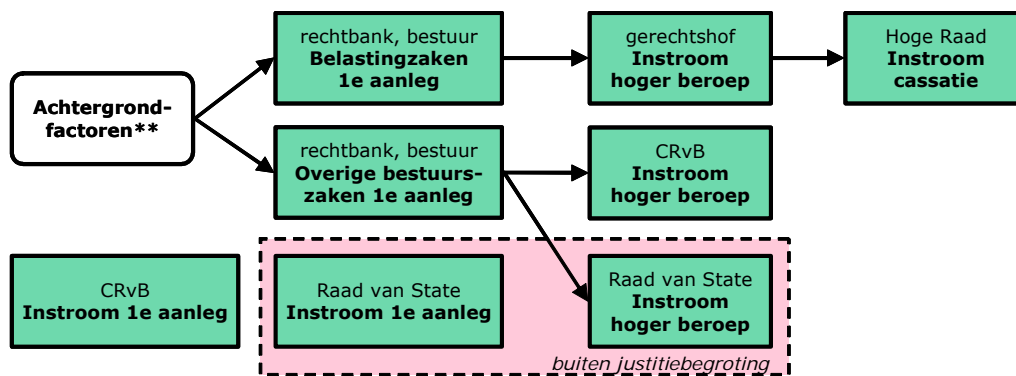 rechtbank, bestuur
Belastingzaken
1e aanleg
gerechtshof
Instroom
hoger beroep
Hoge Raad
Instroom
cassatie
Achtergrond-
factoren**
rechtbank, bestuur
Overige bestuurs-
zaken 1e aanleg
CRvB
Instroom
hoger beroep
CRvB
Instroom 1e aanleg
Raad van State
Instroom 1e aanleg
Raad van State
Instroom
hoger beroep
buiten justitiebegroting